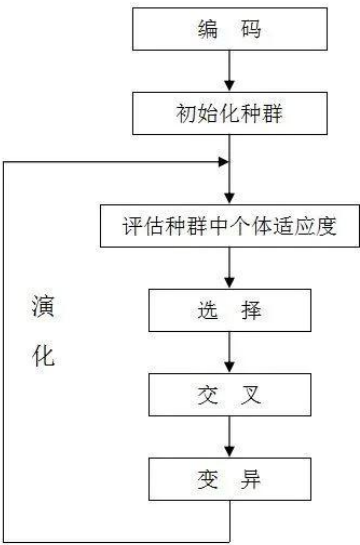 编 码
初始化种群
评估种群中个体适应度
选 择
演
化
交 叉
变 异